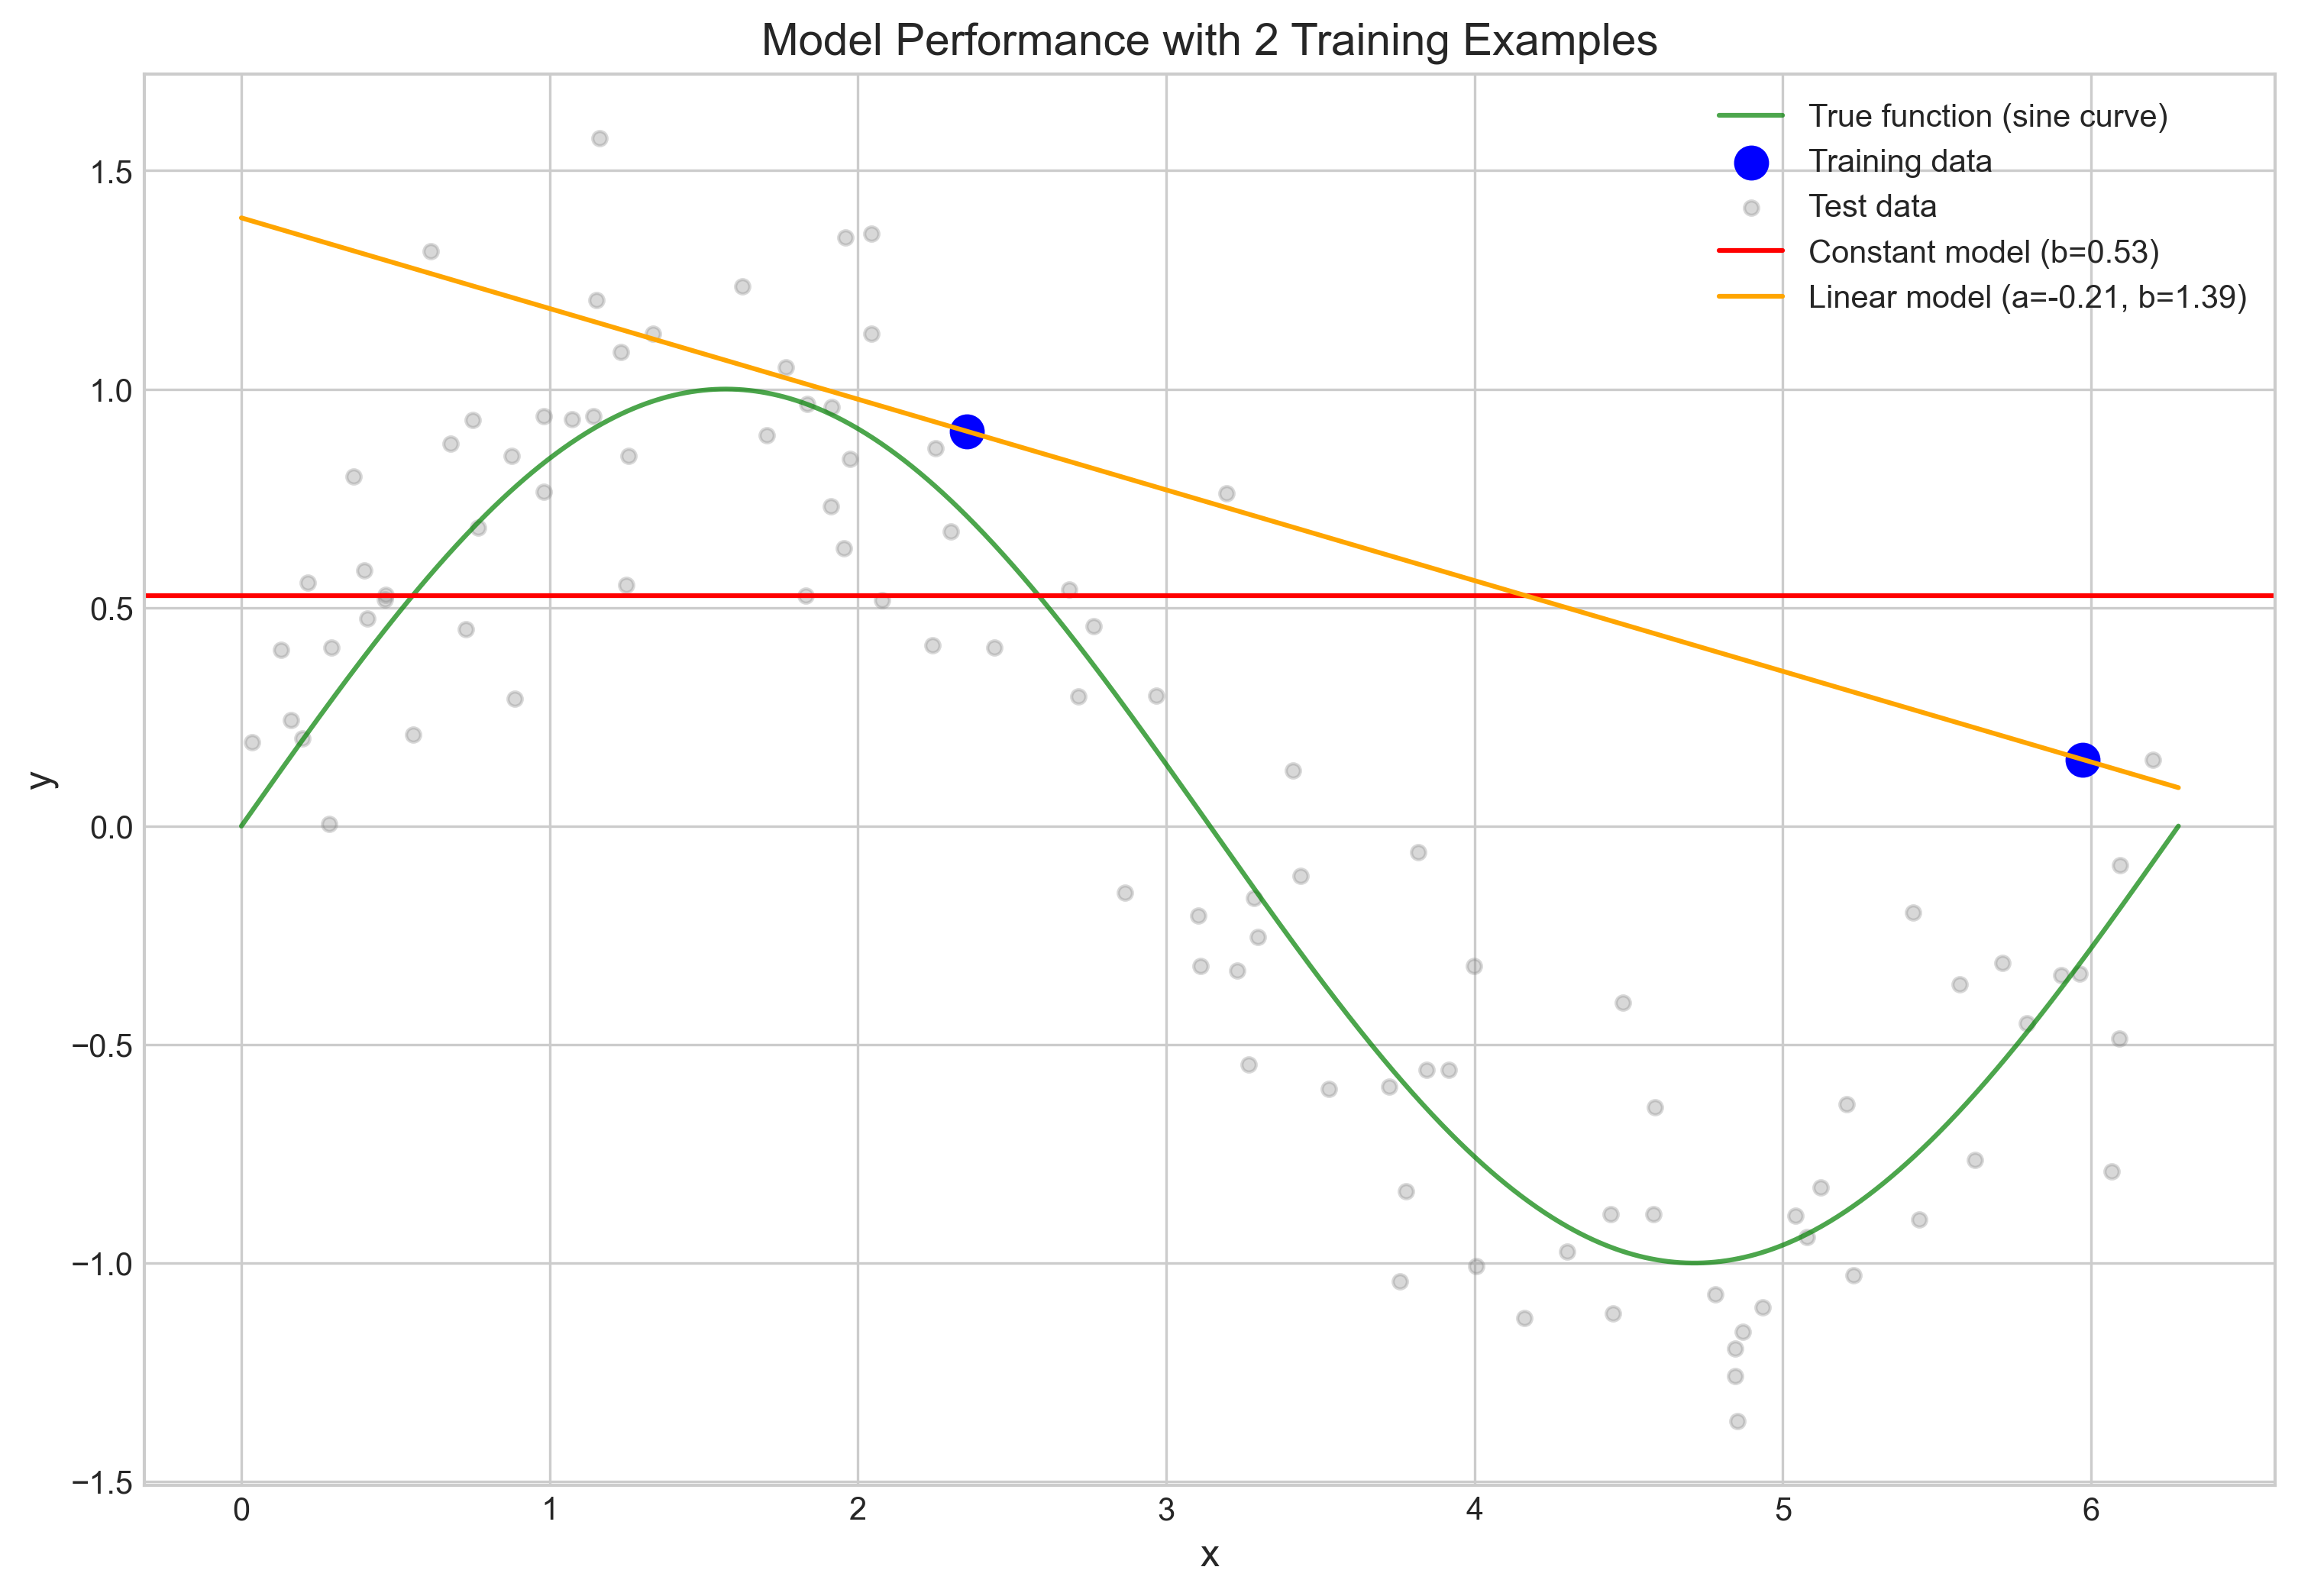 Model Performance with 2 Training Examples
True function (sine curve)
Training data
Test data
Constant model (b=0.53)
Linear model (a=-0.21, b=1.39)
1.5
1.0
0.5
0.0
−0.5
−1.0
−1.5
y
0 1 2 3 4 5 6
x